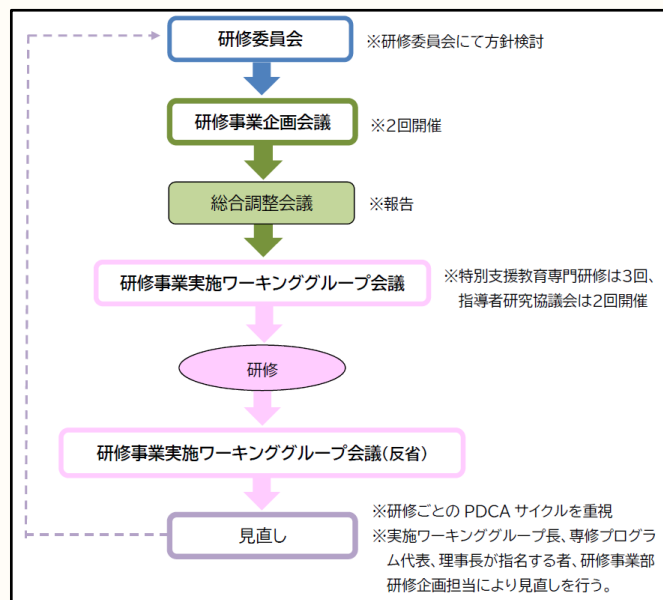 研修委員会
※研修委員会にて方針検討
研修事業企画会議
※2回開催
総合調整会議
※報告
研修事業実施ワーキンググループ会議
※特別支援教育専門研修は3回、
指導者研究協議会は2回開催
研修
研修事業実施ワーキンググループ会議(反省)
見直し
※研修ごとの PDCA サイクルを重視
※実施ワーキンググループ長、専修プログラ
ム代表、理事長が指名する者、研修事業部
研修企画担当により見直しを行う。